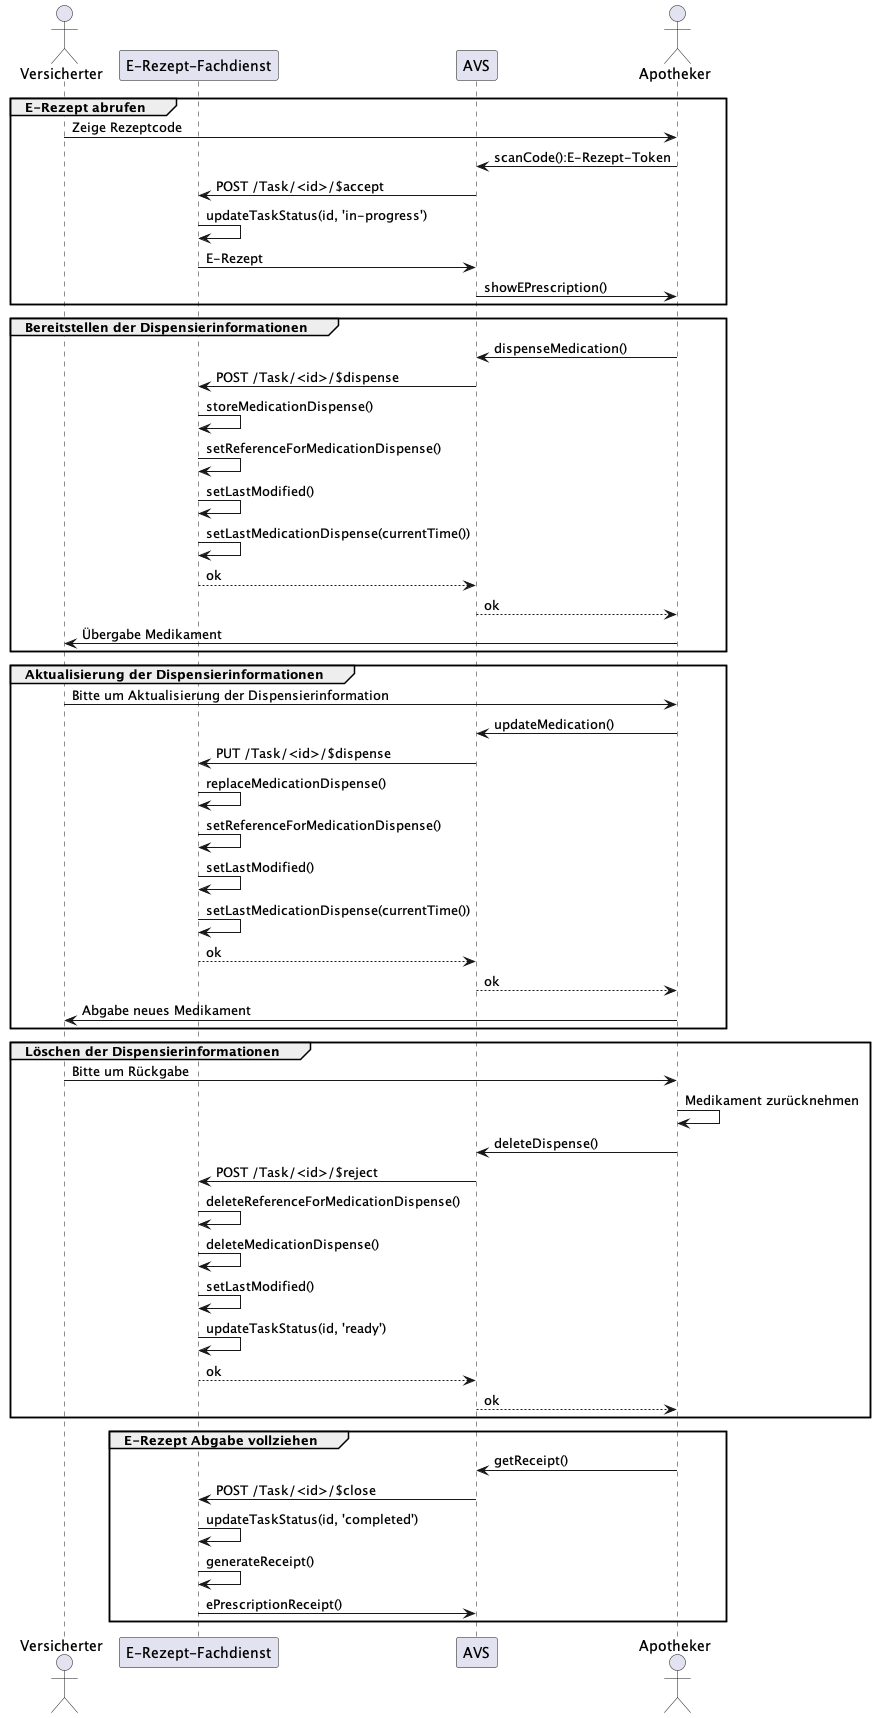 Versicherter
E-Rezept-Fachdienst
AVS
Apotheker
E-Rezept abrufen
Zeige Rezeptcode
scanCode():E-Rezept-Token
POST /Task/<id>/$accept
updateTaskStatus(id, 'in-progress')
E-Rezept
showEPrescription()
Bereitstellen der Dispensierinformationen
dispenseMedication()
POST /Task/<id>/$dispense
storeMedicationDispense()
setReferenceForMedicationDispense()
setLastModified()
setLastMedicationDispense(currentTime())
ok
ok
Übergabe Medikament
Aktualisierung der Dispensierinformationen
Bitte um Aktualisierung der Dispensierinformation
updateMedication()
PUT /Task/<id>/$dispense
replaceMedicationDispense()
setReferenceForMedicationDispense()
setLastModified()
setLastMedicationDispense(currentTime())
ok
ok
Abgabe neues Medikament
Löschen der Dispensierinformationen
Bitte um Rückgabe
Medikament zurücknehmen
deleteDispense()
POST /Task/<id>/$reject
deleteReferenceForMedicationDispense()
deleteMedicationDispense()
setLastModified()
updateTaskStatus(id, 'ready')
ok
ok
E-Rezept Abgabe vollziehen
getReceipt()
POST /Task/<id>/$close
updateTaskStatus(id, 'completed')
generateReceipt()
ePrescriptionReceipt()
Versicherter
E-Rezept-Fachdienst
AVS
Apotheker